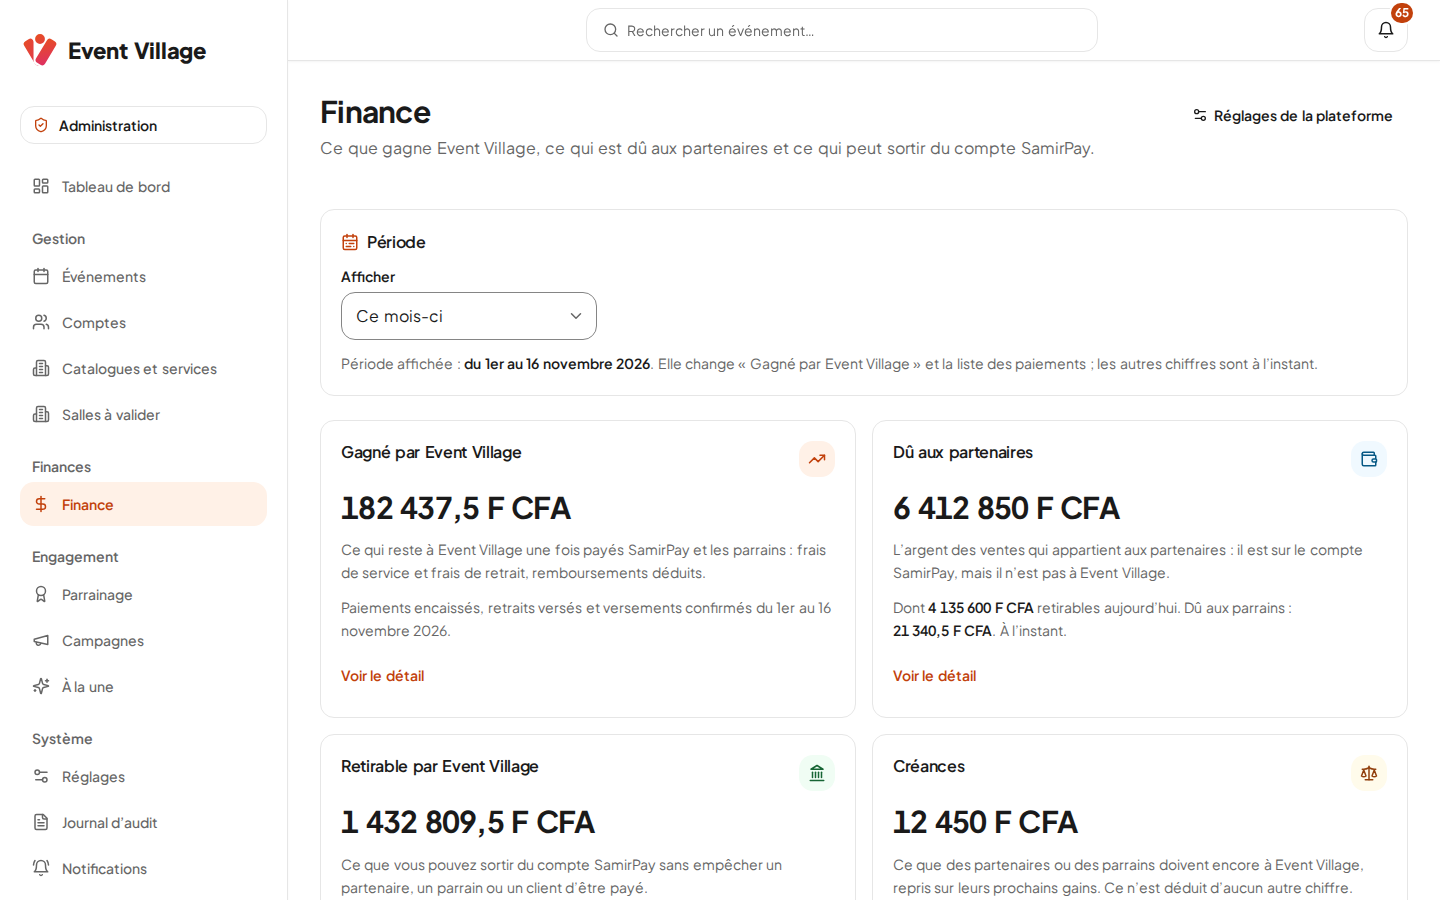 Event Village
Rechercher un événement…
65
Administration
Tableau de bord
Gestion
Événements
Comptes
Catalogues et services
Salles à valider
Finances
Finance
Engagement
Parrainage
Campagnes
À la une
Système
Réglages
Journal d'audit
Notifications
Finance
Réglages de la plateforme
Ce que gagne Event Village, ce qui est dû aux partenaires et ce qui peut sortir du compte SamirPay.
Période
Afficher
Ce mois-ci
Période affichée : du 1er au 16 novembre 2026. Elle change « Gagné par Event Village » et la liste des paiements ; les autres chiffres sont à l'instant.
Gagné par Event Village
182 437,5 F CFA
Ce qui reste à Event Village une fois payés SamirPay et les parrains : frais
de service et frais de retrait, remboursements déduits.
Paiements encaissés, retraits versés et versements confirmés du 1er au 16
novembre 2026.
Voir le détail
Dû aux partenaires
6 412 850 F CFA
L'argent des ventes qui appartient aux partenaires : il est sur le compte
SamirPay, mais il n'est pas à Event Village.
Dont 4 135 600 F CFA retirables aujourd'hui. Dû aux parrains :
21 340,5 F CFA. À l'instant.
Voir le détail
Retirable par Event Village
1 432 809,5 F CFA
Ce que vous pouvez sortir du compte SamirPay sans empêcher un
partenaire, un parrain ou un client d'être payé.
Créances
12 450 F CFA
Ce que des partenaires ou des parrains doivent encore à Event Village,
repris sur leurs prochains gains. Ce n'est déduit d'aucun autre chiffre.